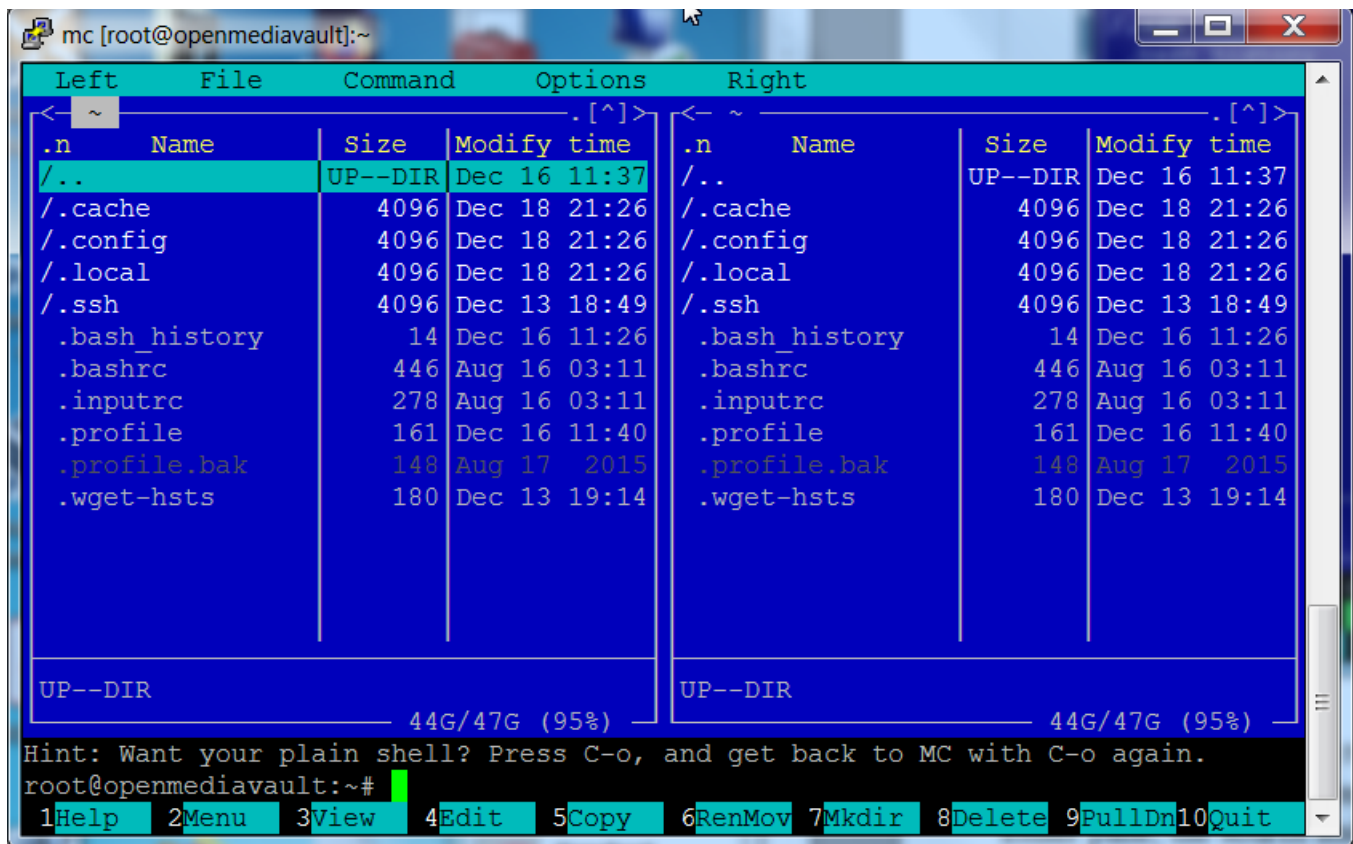 mc [root@openmediavault]:~
Left File Command Options Right
<- ~ .[^]> <- ~ .[^]>
.n Name Size Modify time .n Name Size Modify time
/.. UP--DIR Dec 16 11:37 /.. UP--DIR Dec 16 11:37
/.cache 4096 Dec 18 21:26 /.cache 4096 Dec 18 21:26
/.config 4096 Dec 18 21:26 /.config 4096 Dec 18 21:26
/.local 4096 Dec 18 21:26 /.local 4096 Dec 18 21:26
/.ssh 4096 Dec 13 18:49 /.ssh 4096 Dec 13 18:49
.bash_history 14 Dec 16 11:26 .bash_history 14 Dec 16 11:26
.bashrc 446 Aug 16 03:11 .bashrc 446 Aug 16 03:11
.inputrc 278 Aug 16 03:11 .inputrc 278 Aug 16 03:11
.profile 161 Dec 16 11:40 .profile 161 Dec 16 11:40
.profile.bak 148 Aug 17 2015 .profile.bak 148 Aug 17 2015
.wget-hsts 180 Dec 13 19:14 .wget-hsts 180 Dec 13 19:14
UP--DIR UP--DIR
44G/47G (95%) 44G/47G (95%)
Hint: Want your plain shell? Press C-o, and get back to MC with C-o again.
root@openmediavault:~#
1Help 2Menu 3View 4Edit 5Copy 6RenMov 7Mkdir 8Delete 9PullDn 10Quit